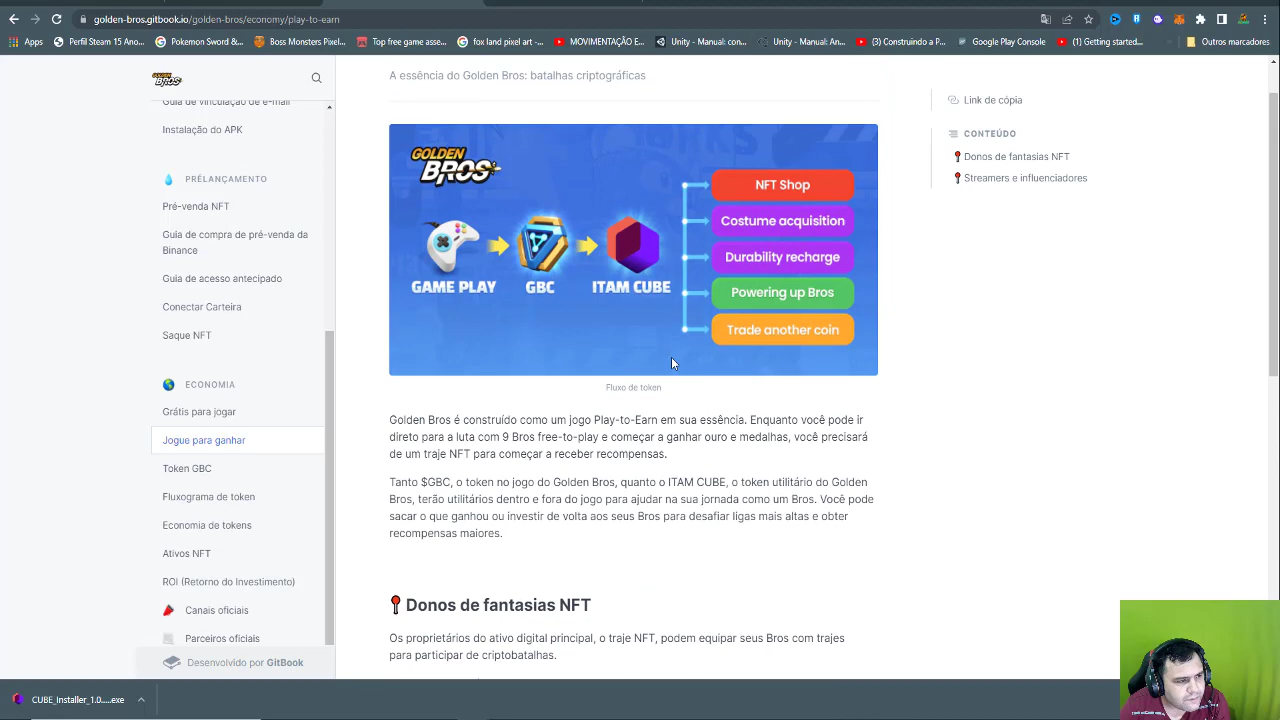 golden-bros.gitbook.io/golden-bros/economy/play-to-earn
Apps
Perfil Steam 15 Ano...
Pokemon Sword &...
Boss Monsters Pixel...
Top free game asse...
fox land pixel art -...
MOVIMENTAÇÃO E...
Unity - Manual: con...
Unity - Manual: An...
(3) Construindo a P...
Google Play Console
(1) Getting started...
Outros marcadores
GOLDEN BROS
Guia de vinculação de e-mail
Instalação do APK
PRÉLANÇAMENTO
Pré-venda NFT
Guia de compra de pré-venda da
Binance
Guia de acesso antecipado
Conectar Carteira
Saque NFT
ECONOMIA
Grátis para jogar
Jogue para ganhar
Token GBC
Fluxograma de token
Economia de tokens
Ativos NFT
ROI (Retorno do Investimento)
Canais oficiais
Parceiros oficiais
Desenvolvido por GitBook
A essência do Golden Bros: batalhas criptográficas
GOLDEN
BROS
GAME PLAY
GBC
ITAM CUBE
NFT Shop
Costume acquisition
Durability recharge
Powering up Bros
Trade another coin
Fluxo de token
Golden Bros é construído como um jogo Play-to-Earn em sua essência. Enquanto você pode ir
direto para a luta com 9 Bros free-to-play e começar a ganhar ouro e medalhas, você precisará
de um traje NFT para começar a receber recompensas.
Tanto $GBC, o token no jogo do Golden Bros, quanto o ITAM CUBE, o token utilitário do Golden
Bros, terão utilitários dentro e fora do jogo para ajudar na sua jornada como um Bros. Você pode
sacar o que ganhou ou investir de volta aos seus Bros para desafiar ligas mais altas e obter
recompensas maiores.
Donos de fantasias NFT
Os proprietários do ativo digital principal, o traje NFT, podem equipar seus Bros com trajes
para participar de criptobatalhas.
Link de cópia
CONTEÚDO
Donos de fantasias NFT
Streamers e influenciadores
CUBE_Installer_1.0....exe